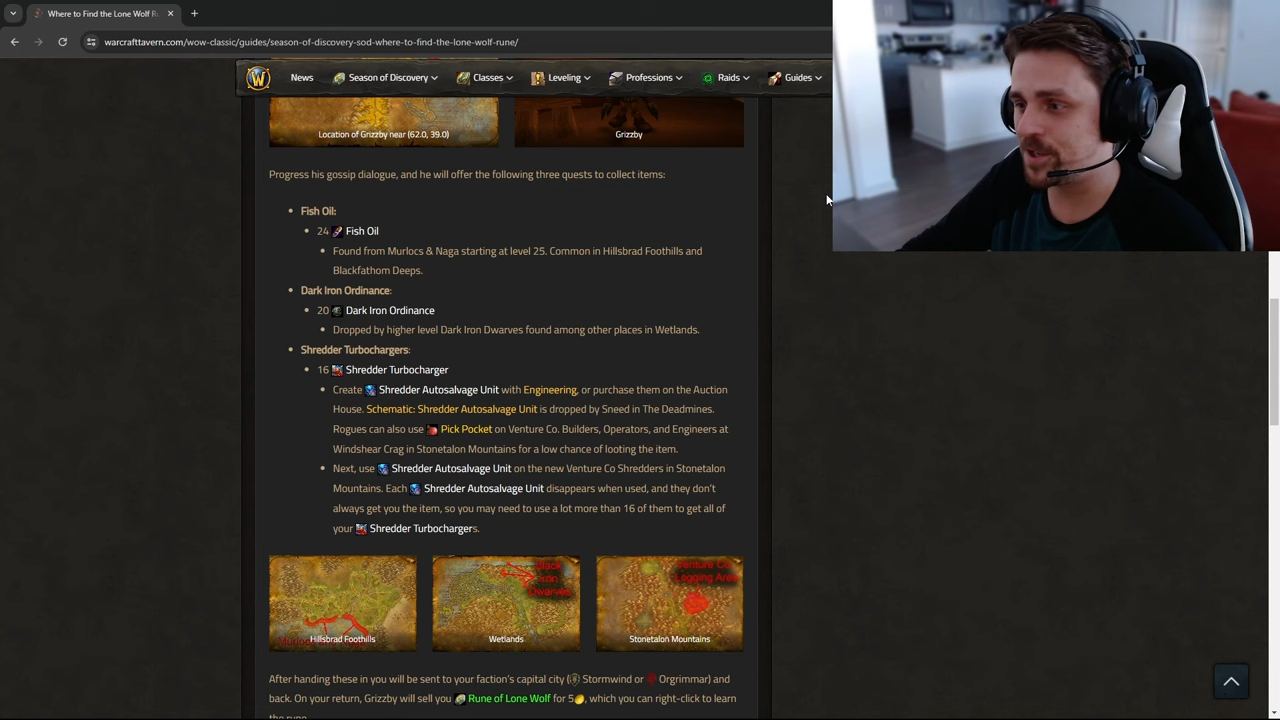 Where to Find the Lone Wolf R
warcrafttavern.com/wow-classic/guides/season-of-discovery-sod-where-to-find-the-lone-wolf-rune/
News Season of Discovery Classes Leveling Professions Raids Guides
Location of Grizzby near (62.0, 39.0) Grizzby
Progress his gossip dialogue, and he will offer the following three quests to collect items:
Fish Oil:
24 Fish Oil
Found from Murlocs & Naga starting at level 25. Common in Hillsbrad Foothills and
Blackfathom Deeps.
Dark Iron Ordinance:
20 Dark Iron Ordinance
Dropped by higher level Dark Iron Dwarves found among other places in Wetlands.
Shredder Turbochargers:
16 Shredder Turbocharger
Create Shredder Autosalvage Unit with Engineering, or purchase them on the Auction
House. Schematic: Shredder Autosalvage Unit is dropped by Sneed in The Deadmines.
Rogues can also use Pick Pocket on Venture Co. Builders, Operators, and Engineers at
Windshear Crag in Stonetalon Mountains for a low chance of looting the item.
Next, use Shredder Autosalvage Unit on the new Venture Co Shredders in Stonetalon
Mountains. Each Shredder Autosalvage Unit disappears when used, and they don't
always get you the item, so you may need to use a lot more than 16 of them to get all of
your Shredder Turbochargers.
Black
Iron
Dwarves
Venture Co.
Logging Area
Hillsbrad Foothills Wetlands Stonetalon Mountains
After handing these in you will be sent to your faction's capital city (Stormwind or Orgrimmar) and
back. On your return, Grizzby will sell you Rune of Lone Wolf for 5, which you can right-click to learn
the rune.